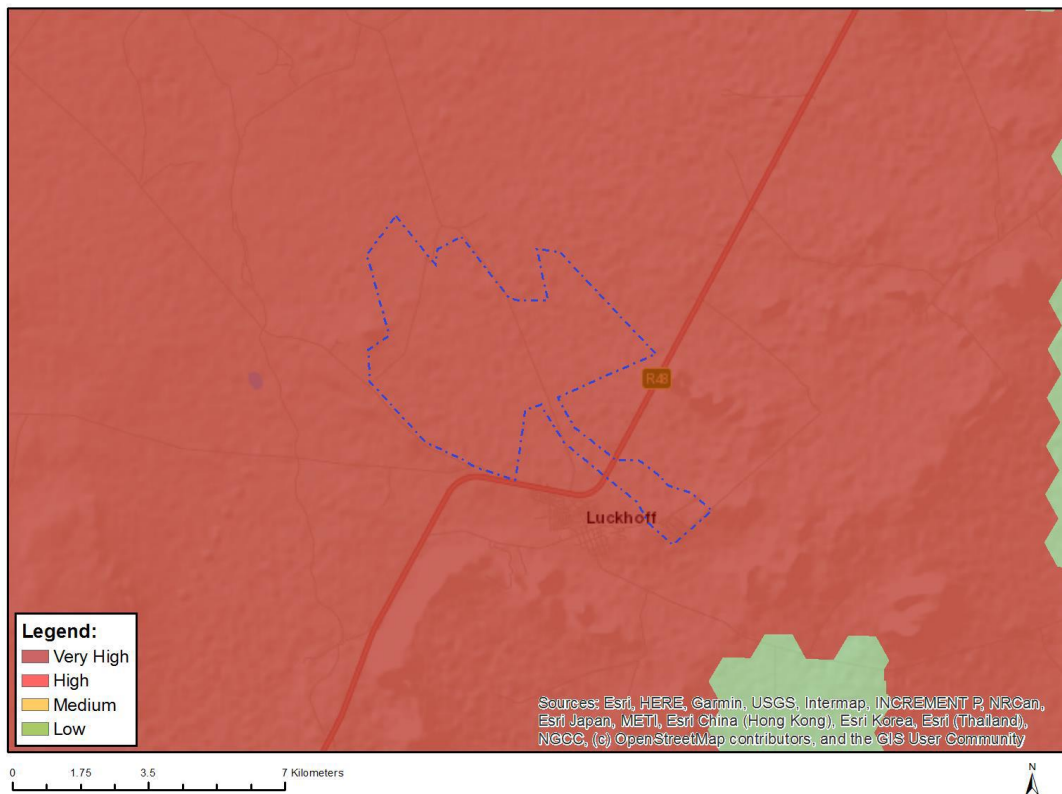 R48
Luckhoff
Legend:
Very High
High
Medium
Low
Sources: Esri, HERE, Garmin, USGS, Intermap, INCREMENT P, NRCan,
Esri Japan, METI, Esri China (Hong Kong), Esri Korea, Esri (Thailand),
NGCC, (c) OpenStreetMap contributors, and the GIS User Community
0 1.75 3.5 7 Kilometers
N